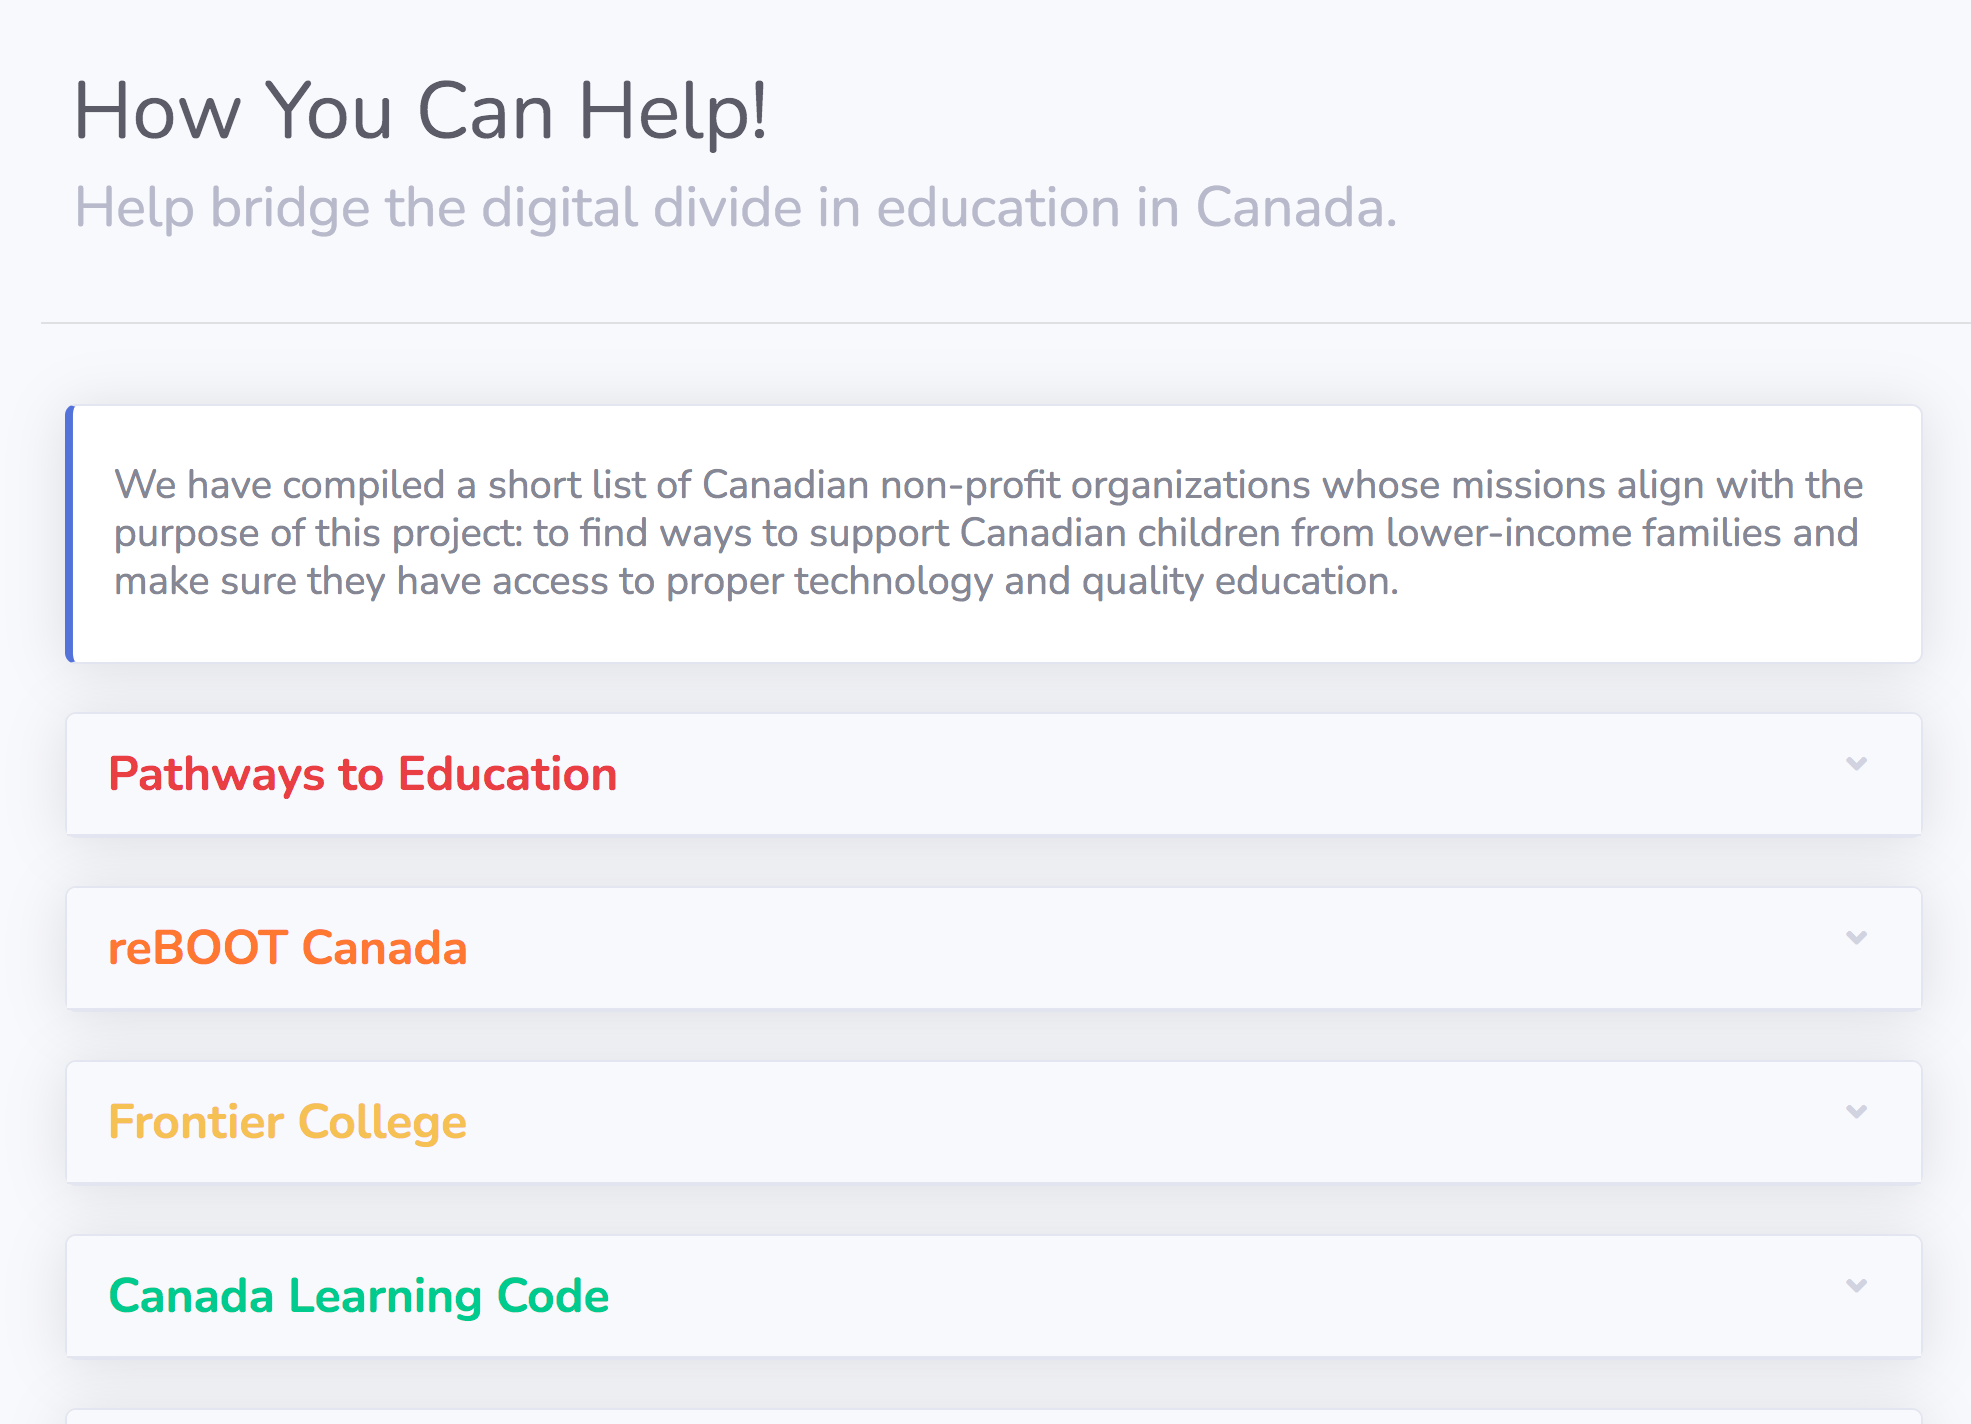 How You Can Help!
Help bridge the digital divide in education in Canada.
We have compiled a short list of Canadian non-profit organizations whose missions align with the
purpose of this project: to find ways to support Canadian children from lower-income families and
make sure they have access to proper technology and quality education.
Pathways to Education
reBOOT Canada
Frontier College
Canada Learning Code